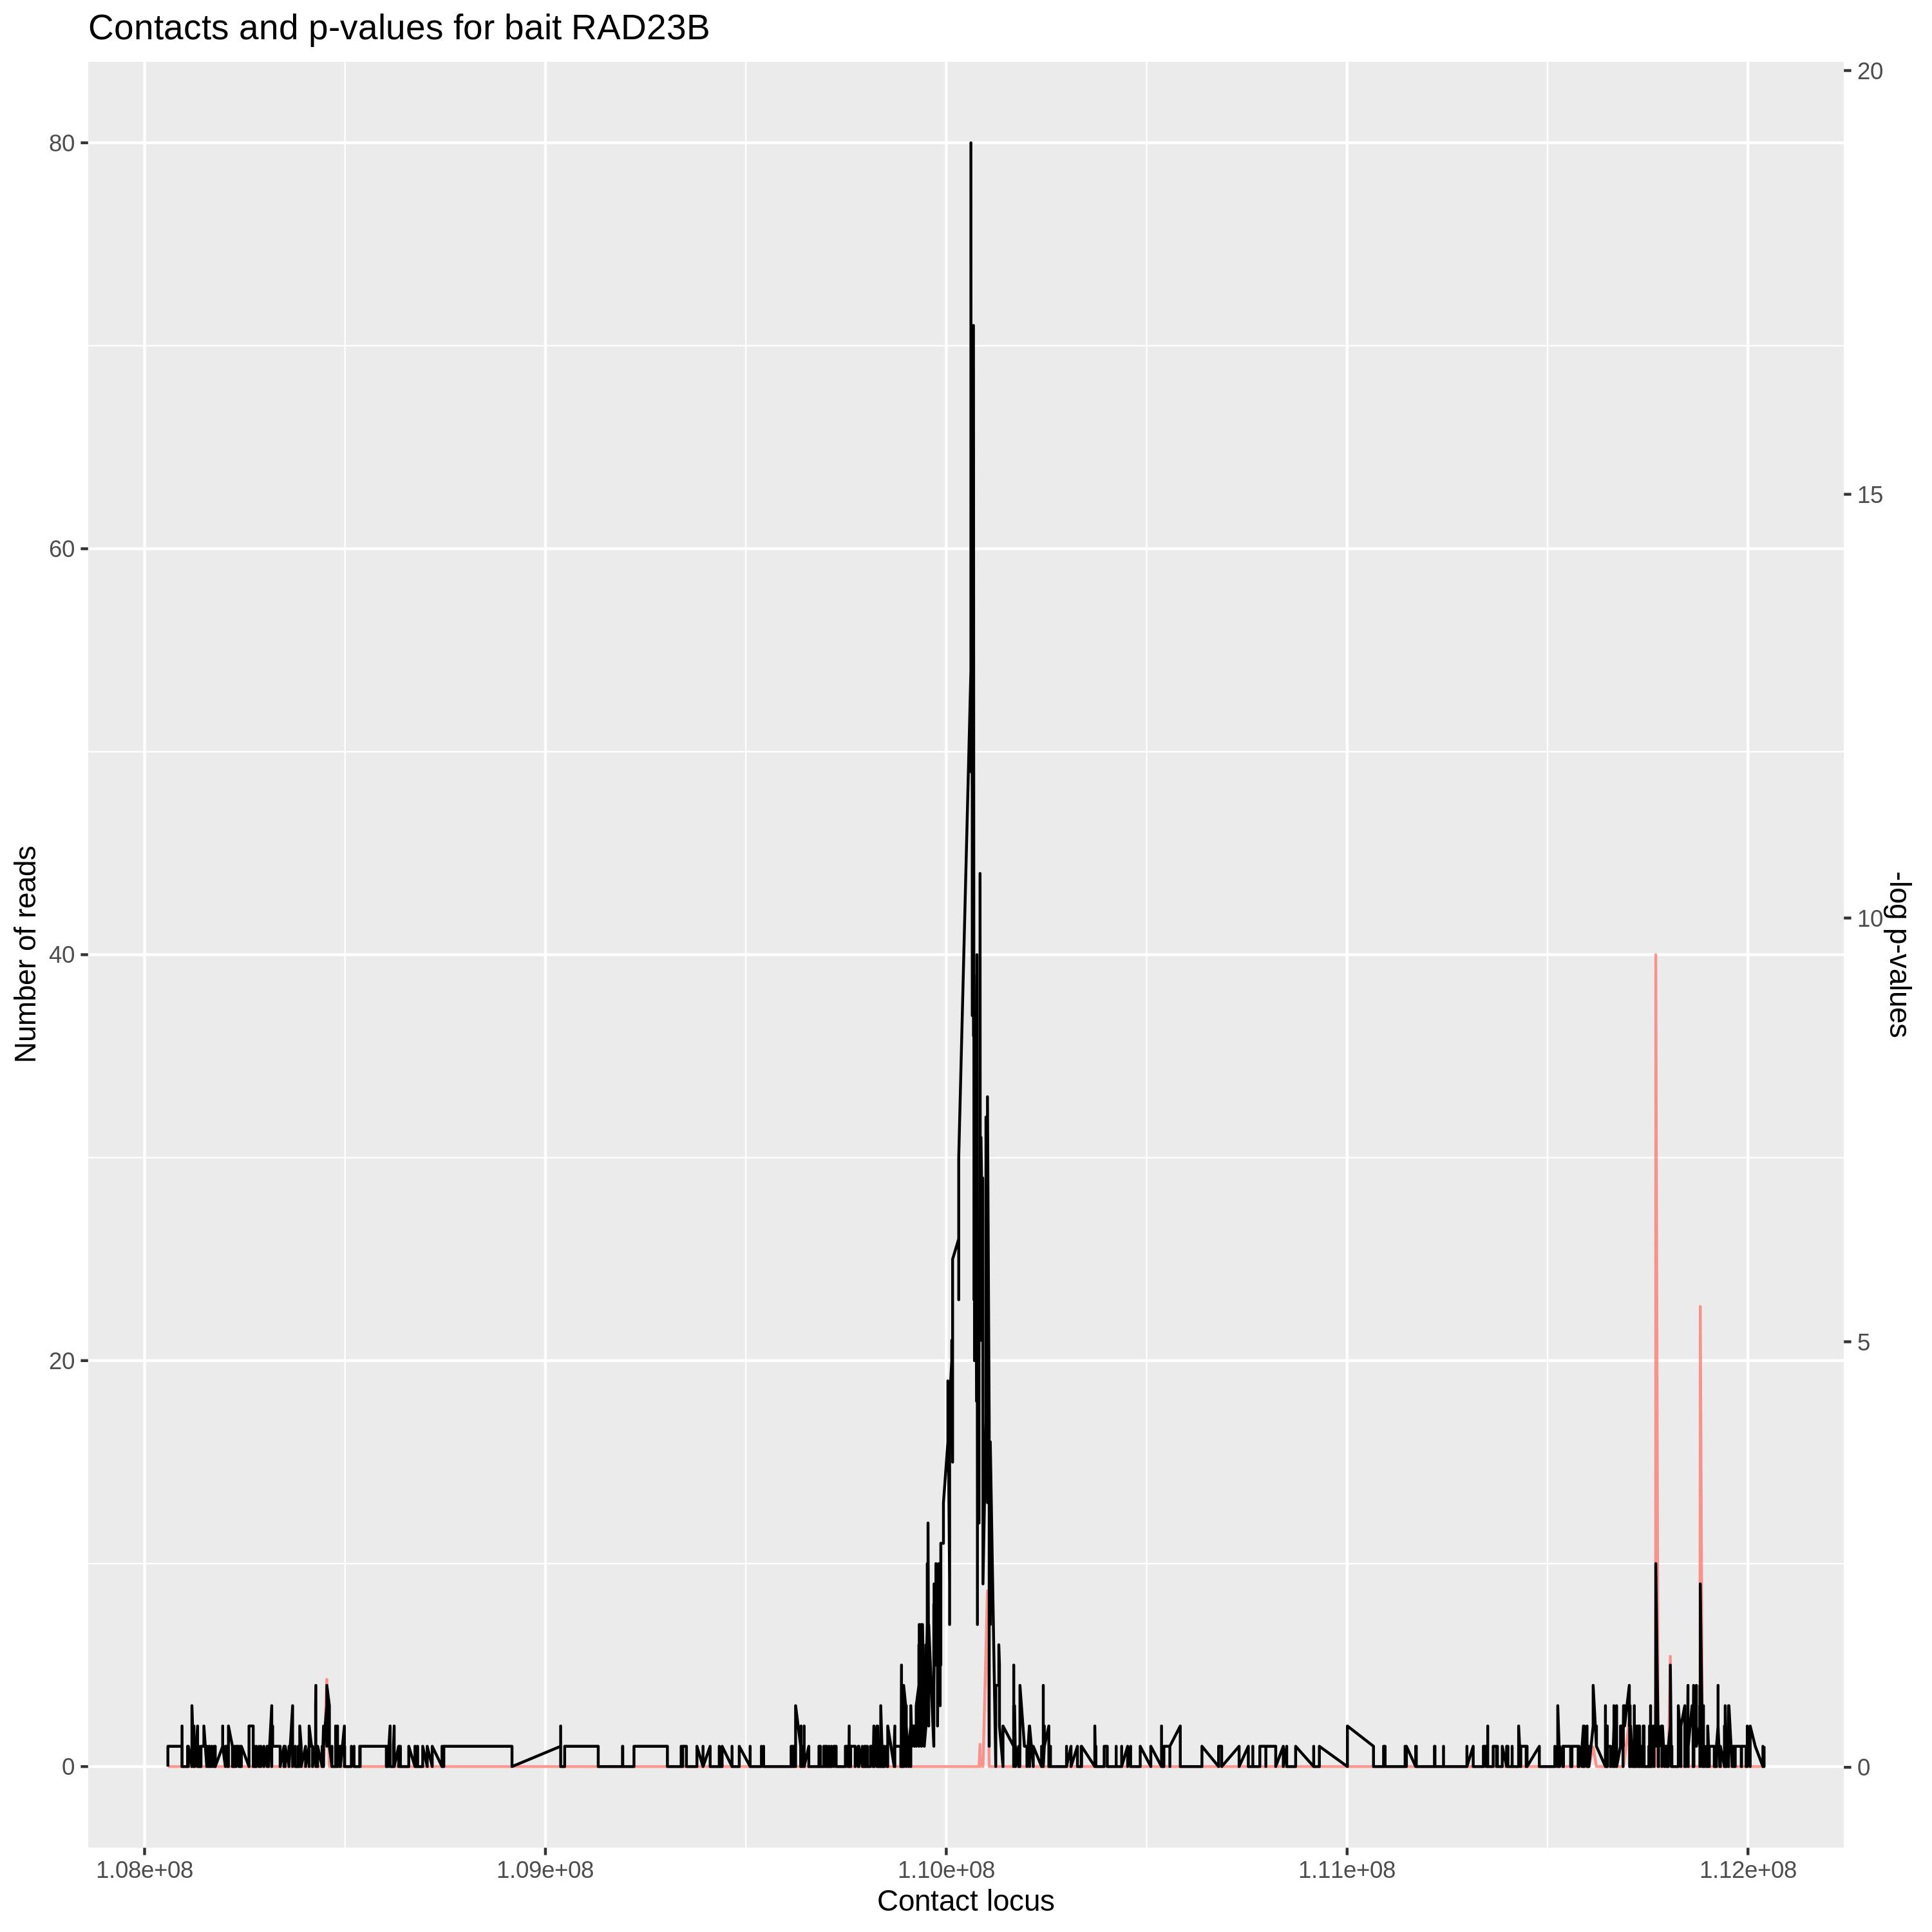 Contacts and p-values for bait RAD23B
80
60
40
20
0
Number of reads
20
15
10
5
0
-log p-values
1.08e+08
1.09e+08
1.10e+08
1.11e+08
1.12e+08
Contact locus